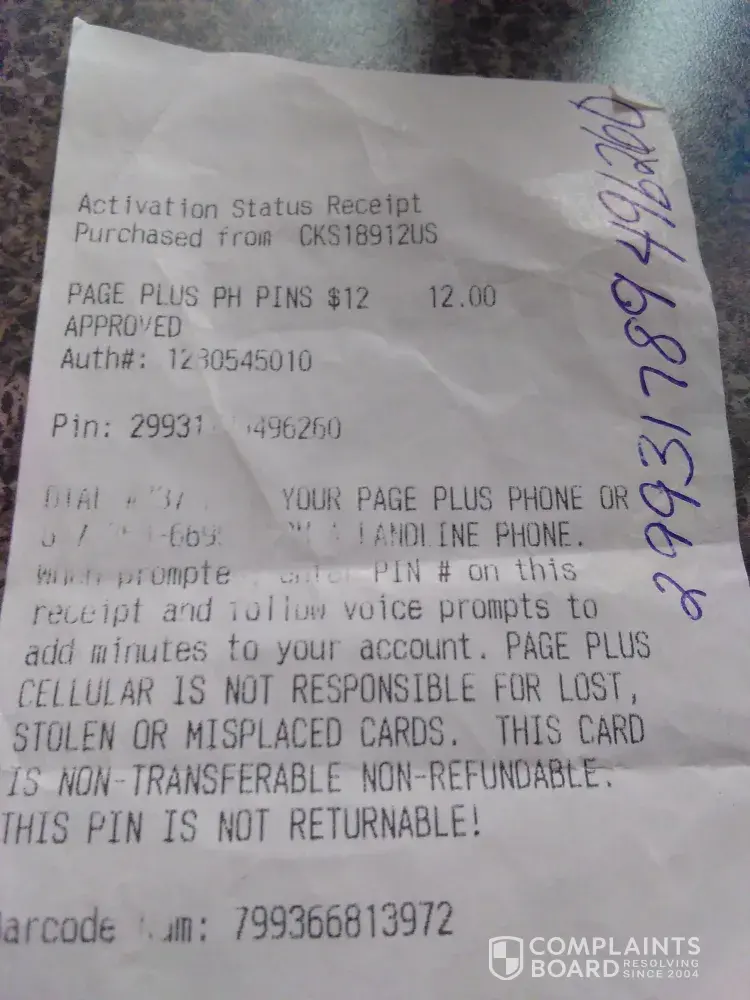 Activation Status Receipt
Purchased from CKS18912US
PAGE PLUS PH PINS $12 12.00
APPROVED
Auth#:
Pin:
YOUR PAGE PLUS PHONE OR
LANDLINE PHONE.
When PIN # on this
receipt and follow voice prompts to
add minutes to your account. PAGE PLUS
CELLULAR IS NOT RESPONSIBLE FOR LOST,
STOLEN OR MISPLACED CARDS. THIS CARD
IS NON-TRANSFERABLE NON-REFUNDABLE.
THIS PIN IS NOT RETURNABLE!
arcode 799366813972
29931789496260
COMPLAINTS
BOARD RESOLVING
SINCE 2004